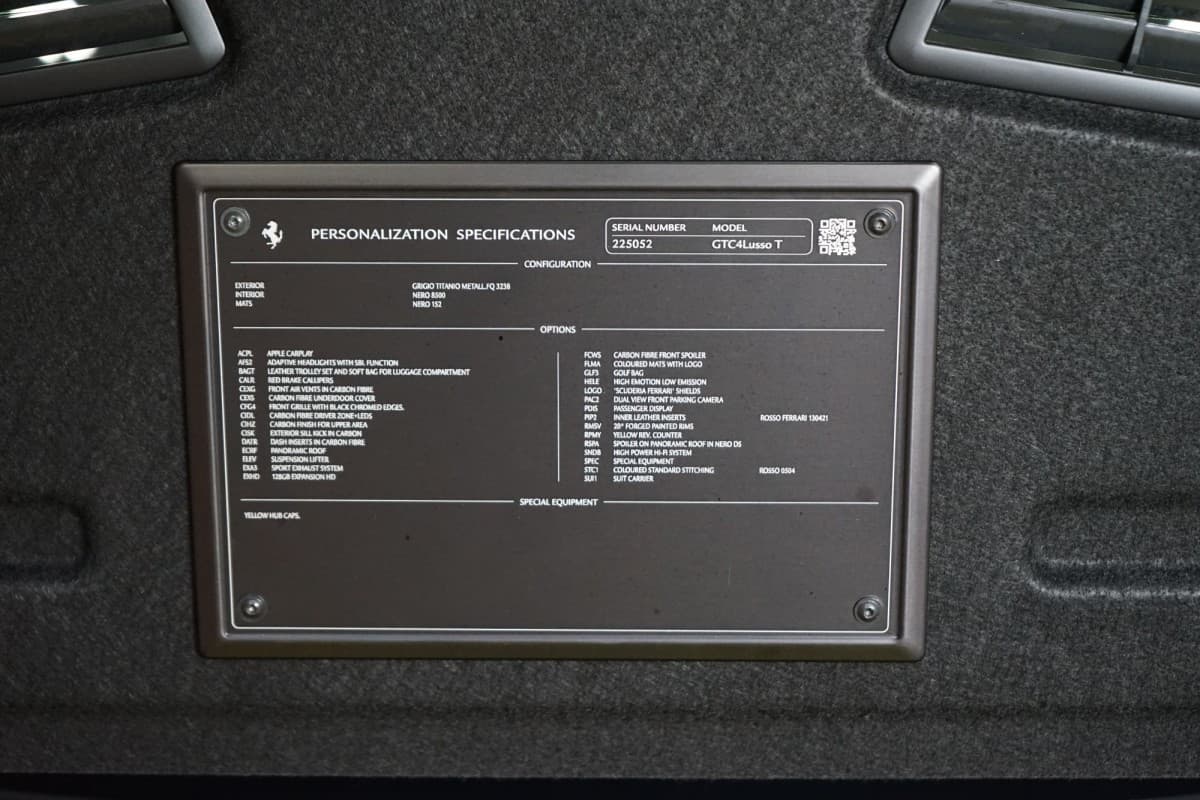 PERSONALIZATION SPECIFICATIONS
SERIAL NUMBER MODEL
225052 GTC4Lusso T
CONFIGURATION
EXTERIOR GRIGIO TITANIO METALL.FQ 3238
INTERIOR NERO 8500
MATS NERO 152
OPTIONS
ACPL APPLE CARPLAY
AFS2 ADAPTIVE HEADLIGHTS WITH SBL FUNCTION
BAGT LEATHER TROLLEY SET AND SOFT BAG FOR LUGGAGE COMPARTMENT
CALR RED BRAKE CALLIPERS
CEXG FRONT AIR VENTS IN CARBON FIBRE
CEXS CARBON FIBRE UNDERDOOR COVER
CFG4 FRONT GRILLE WITH BLACK CHROMED EDGES.
CIDL CARBON FIBRE DRIVER ZONE+LEDS
CIHZ CARBON FINISH FOR UPPER AREA
CISK EXTERIOR SILL KICK IN CARBON
DATR DASH INSERTS IN CARBON FIBRE
ECRF PANORAMIC ROOF
ELEV SUSPENSION LIFTER
EXAS SPORT EXHAUST SYSTEM
EXHD 128GB EXPANSION HD
FCWS CARBON FIBRE FRONT SPOILER
FLMA COLOURED MATS WITH LOGO
GLF3 GOLF BAG
HELE HIGH EMOTION LOW EMISSION
LOGO "SCUDERIA FERRARI" SHIELDS
PAC2 DUAL VIEW FRONT PARKING CAMERA
PDIS PASSENGER DISPLAY
PIP2 INNER LEATHER INSERTS ROSSO FERRARI 130421
RMSV 20" FORGED PAINTED RIMS
RPMY YELLOW REV. COUNTER
RSPA SPOILER ON PANORAMIC ROOF IN NERO DS
SNDB HIGH POWER HI-FI SYSTEM
SPEC SPECIAL EQUIPMENT
STC1 COLOURED STANDARD STITCHING ROSSO 0504
SUI1 SUIT CARRIER
SPECIAL EQUIPMENT
YELLOW HUB CAPS.